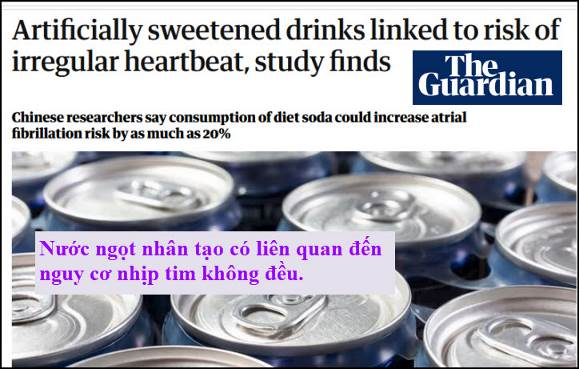 Artificially sweetened drinks linked to risk of
irregular heartbeat, study finds
The
Guardian
Chinese researchers say consumption of diet soda could increase atrial
fibrillation risk by as much as 20%
Nước ngọt nhân tạo có liên quan đến
nguy cơ nhịp tim không đều.